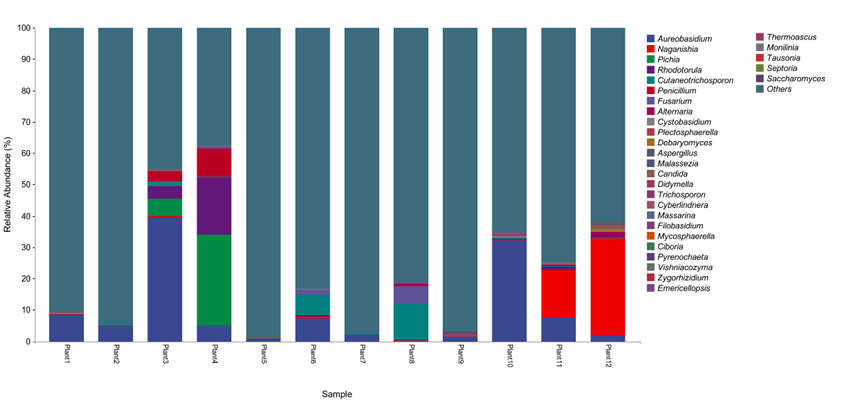 100
90
80
70
60
50
40
30
20
10
0
Relative Abundance (%)
Plant1
Plant2
Plant3
Plant4
Plant5
Plant6
Plant7
Plant8
Plant9
Plant10
Plant11
Plant12
Sample
Aureobasidium
Naganishia
Pichia
Rhodotorula
Cutaneotrichosporon
Penicillium
Fusarium
Alternaria
Cystobasidium
Plectosphaerella
Debaryomyces
Aspergillus
Malassezia
Candida
Didymella
Trichosporon
Cyberlindnera
Massarina
Filobasidium
Mycosphaerella
Ciboria
Pyrenochaeta
Vishniacozyma
Zygorhizidium
Emericellopsis
Thermoascus
Monilinia
Tausonia
Septoria
Saccharomyces
Others